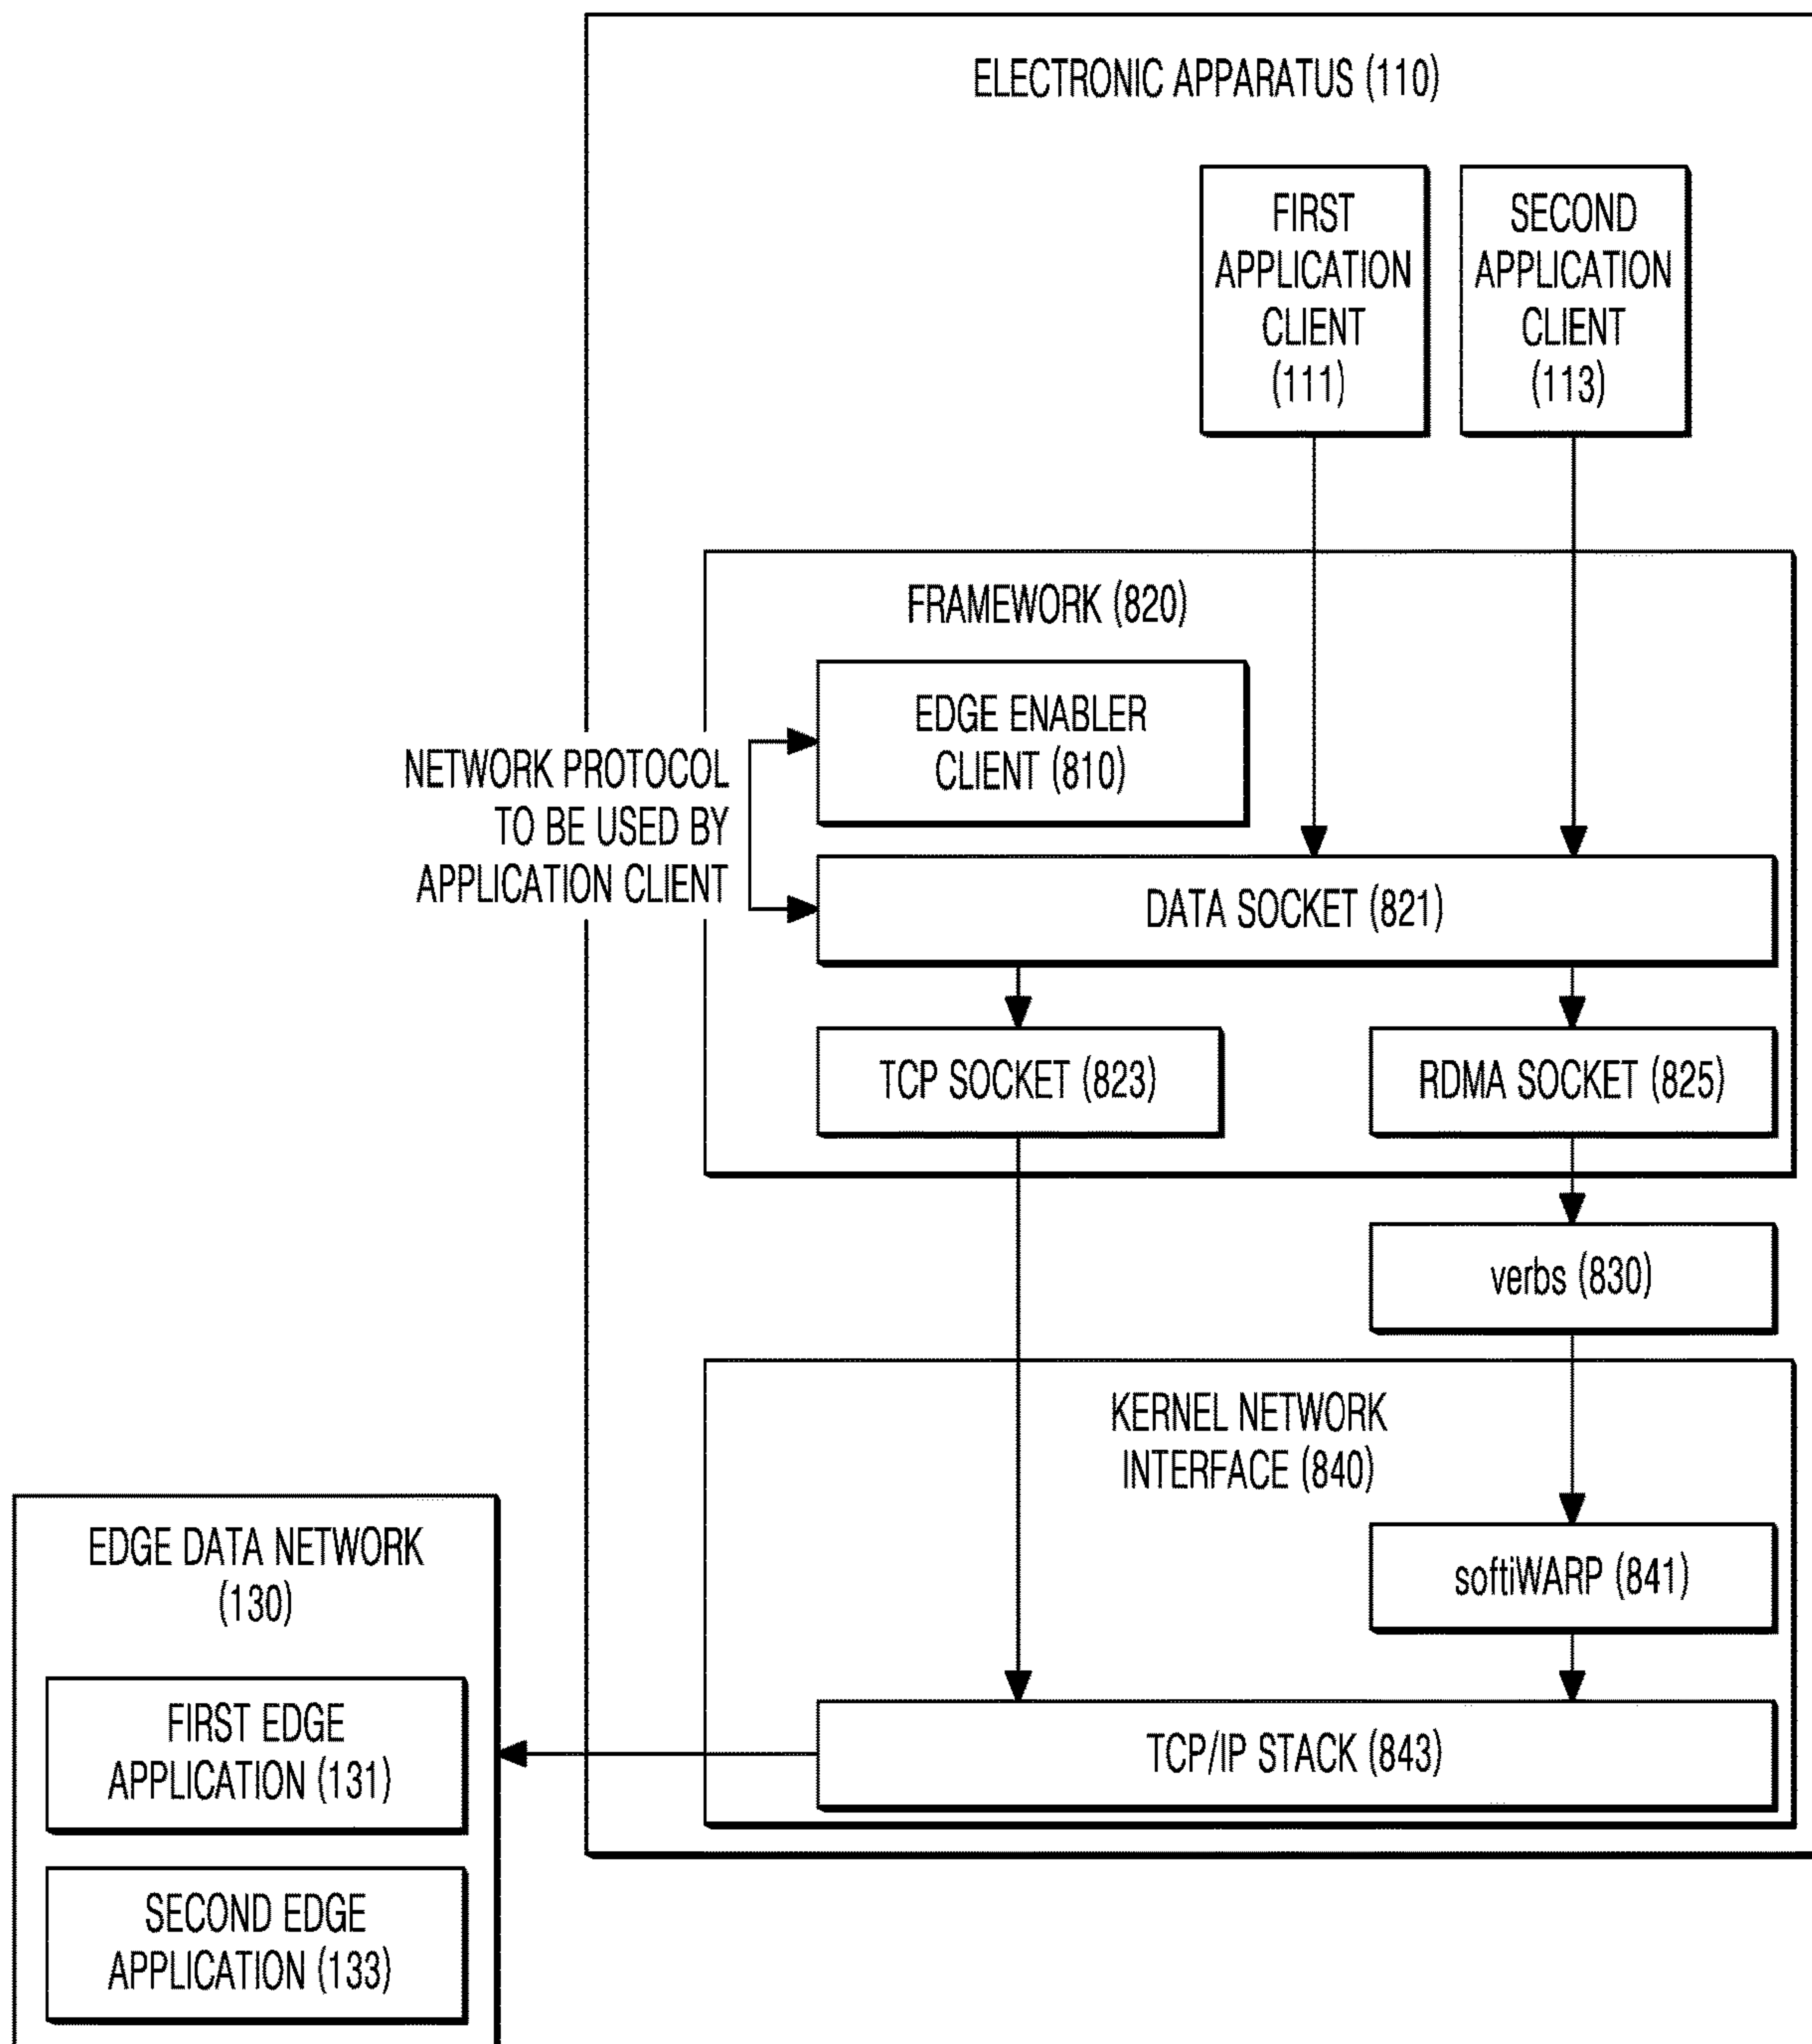 ELECTRONIC APPARATUS (110)
FIRST
APPLICATION
CLIENT
(111)
SECOND
APPLICATION
CLIENT
(113)
FRAMEWORK (820)
EDGE ENABLER
CLIENT (810)
NETWORK PROTOCOL
TO BE USED BY
APPLICATION CLIENT
DATA SOCKET (821)
TCP SOCKET (823)
RDMA SOCKET (825)
verbs (830)
KERNEL NETWORK
INTERFACE (840)
softiWARP (841)
TCP/IP STACK (843)
EDGE DATA NETWORK
(130)
FIRST EDGE
APPLICATION (131)
SECOND EDGE
APPLICATION (133)